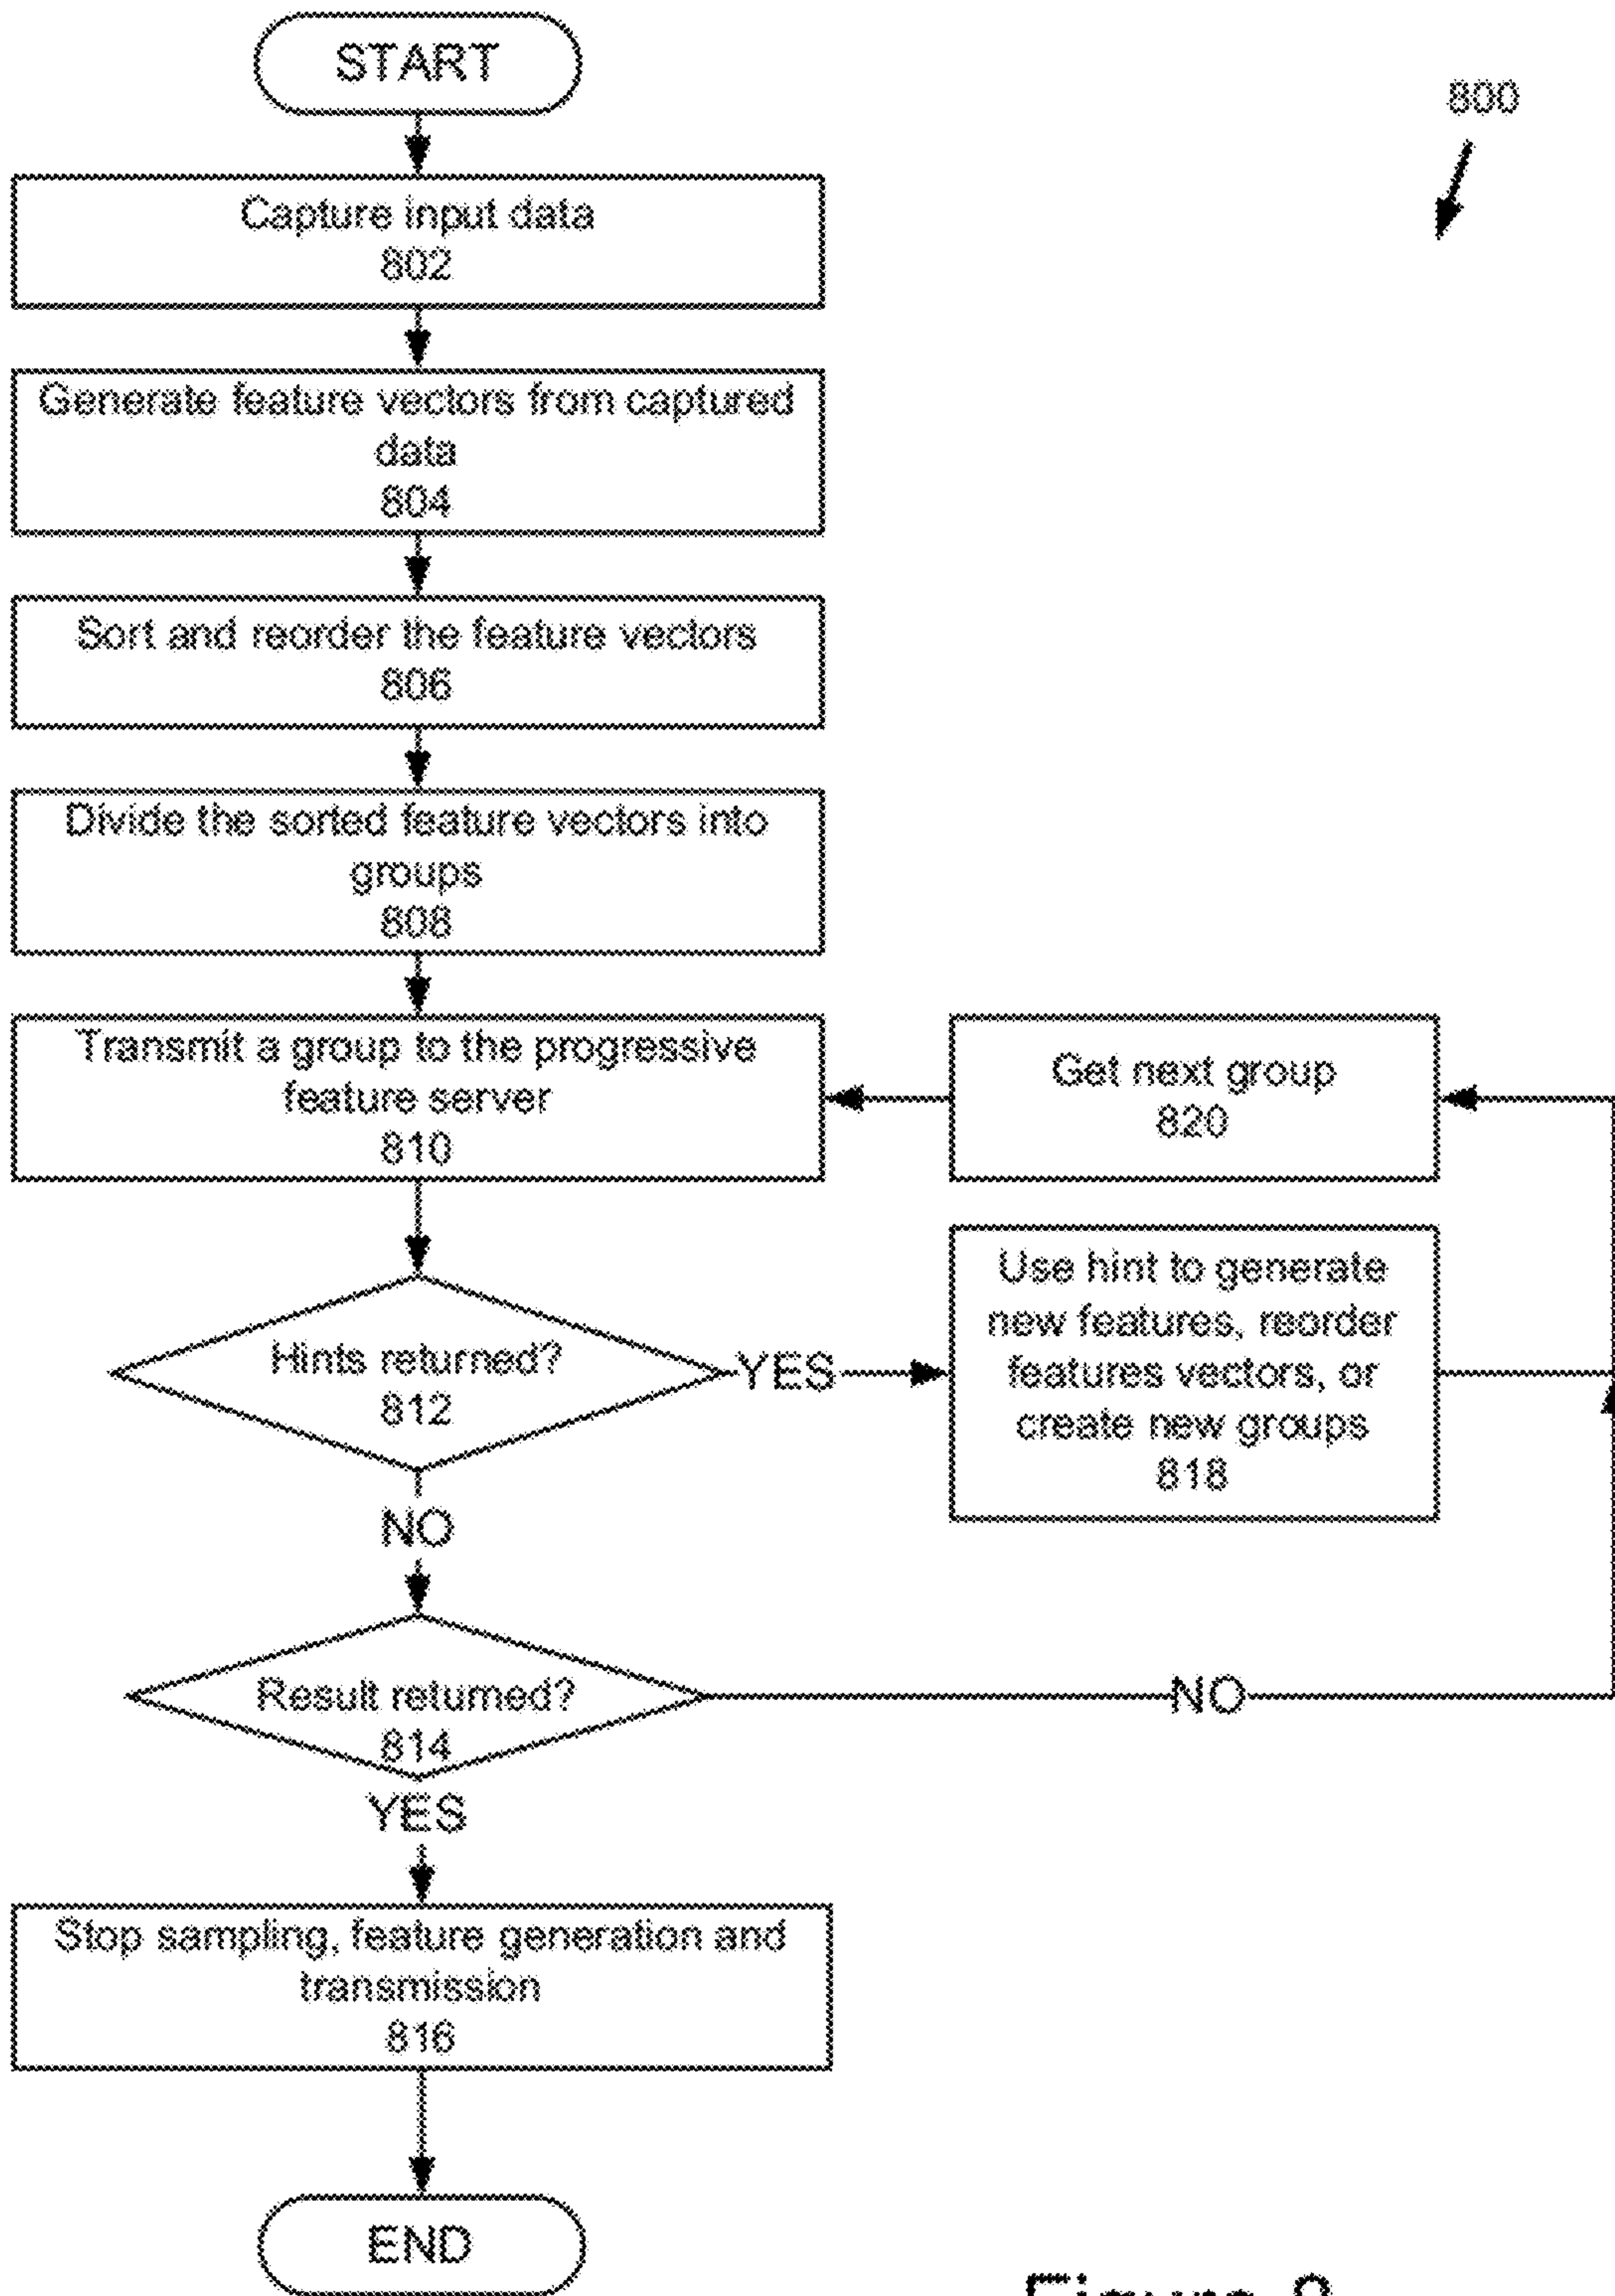 START
800
Capture input data
802
Generate feature vectors from captured
data
804
Sort and reorder the feature vectors
806
Divide the sorted feature vectors into
groups
808
Transmit a group to the progressive
feature server
810
Get next group
820
Hints returned?
812
YES
Use hint to generate
new features, reorder
features vectors, or
create new groups
818
NO
Result returned?
814
NO
YES
Stop sampling, feature generation and
transmission
816
END
Figure 8